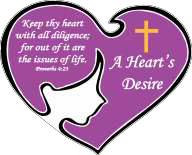 Keep thy heart
with all diligence;
for out of it are
the issues of life.
Proverbs 4:23
A Heart's
Desire